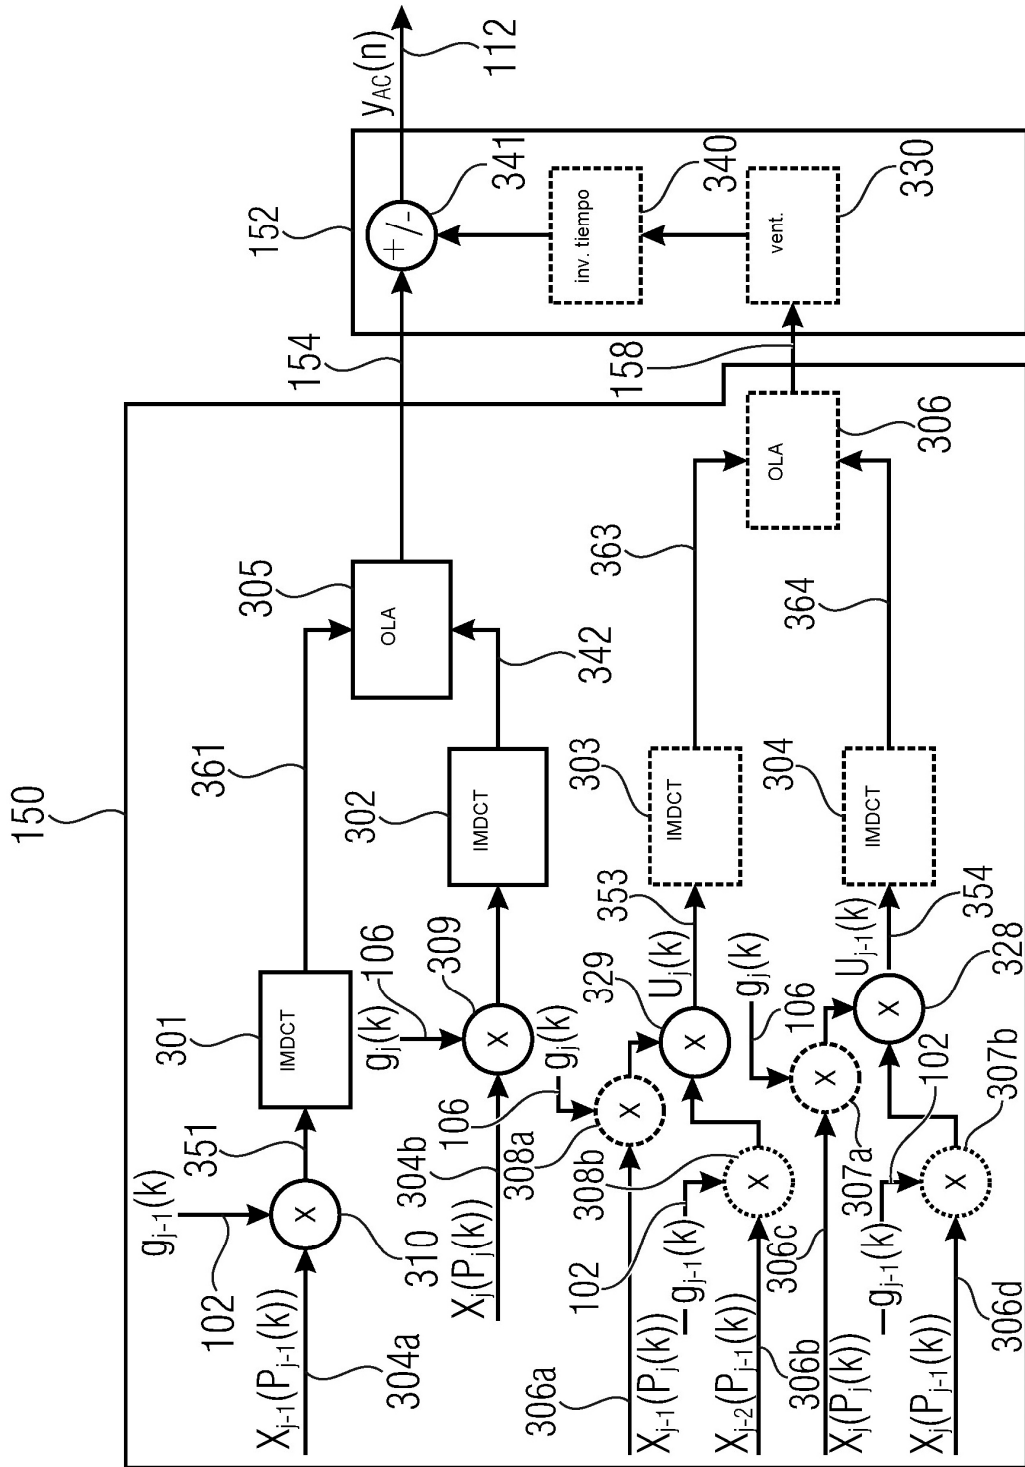 150
152
y_AC(n)
112
154
+ / -
341
inv. tiempo
340
vent.
330
158
g_j-1(k)
102
X_j-1(P_j-1(k))
304a
X
310
351
301
IMDCT
361
305
OLA
342
g_j(k)
106
309
X
X_j(P_j(k))
304b
302
IMDCT
306a
X_j-1(P_j(k))
g_j(k)
106
308a
X
329
X
U_j(k)
353
303
IMDCT
363
OLA
306
g_j-1(k)
102
308b
X
X_j-2(P_j-1(k))
306b
306c
X_j(P_j(k))
g_j(k)
106
307a
X
U_j-1(k)
354
X
328
304
IMDCT
364
g_j-1(k)
102
307b
X
X_j(P_j-1(k))
306d